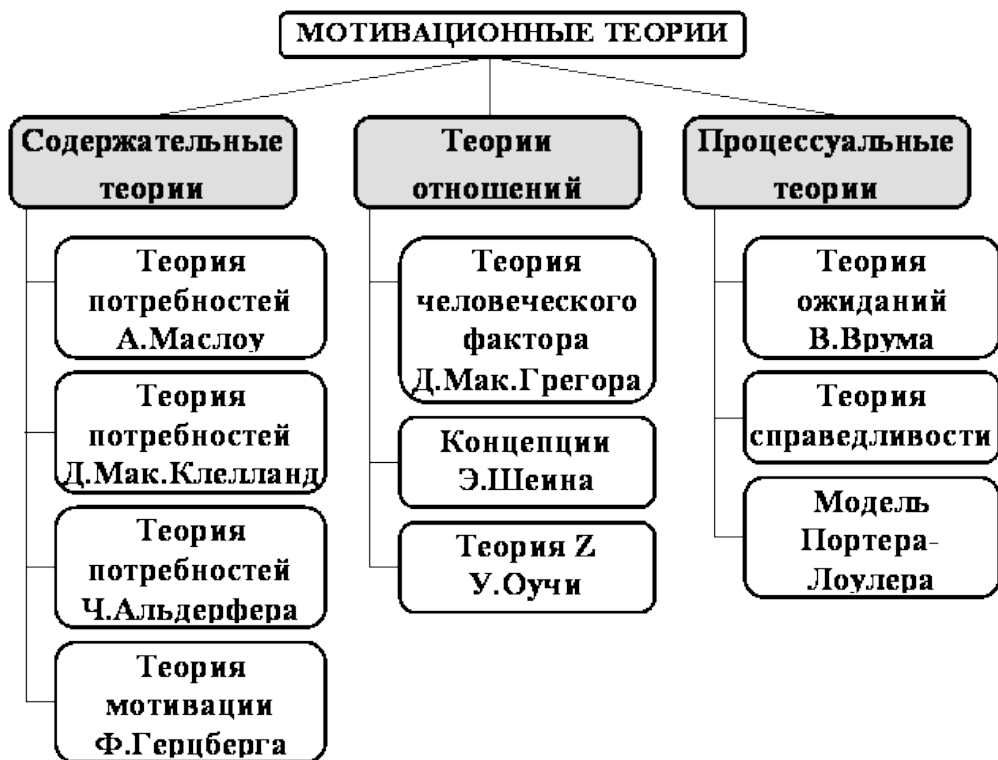 МОТИВАЦИОННЫЕ ТЕОРИИ
Содержательные
теории
Теория
потребностей
А.Маслоу
Теория
потребностей
Д.Мак.Клелланд
Теория
потребностей
Ч.Альдерфера
Теория
мотивации
Ф.Герцберга
Теории
отношений
Теория
человеческого
фактора
Д.Мак.Грегора
Концепции
Э.Шеина
Теория Z
У.Оучи
Процессуальные
теории
Теория
ожиданий
В.Врума
Теория
справедливости
Модель
Портера-
Лоулера